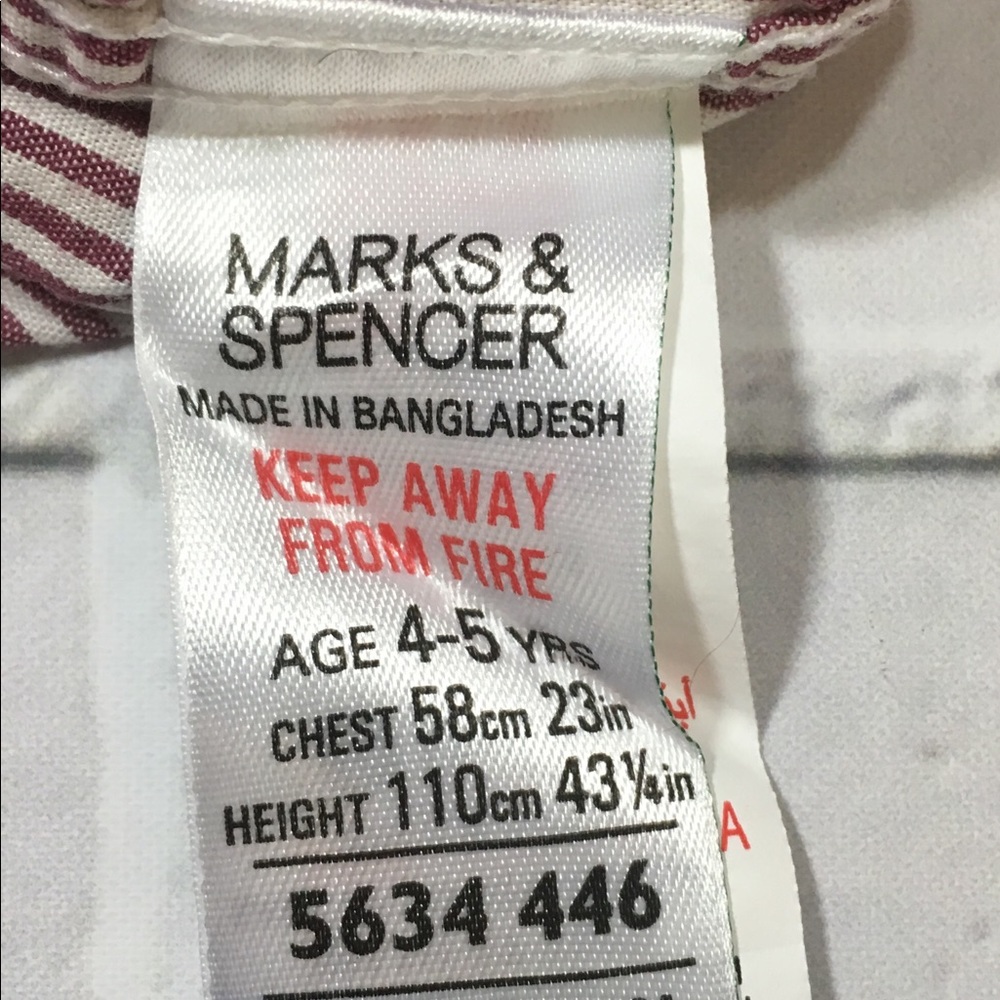 MARKS &
SPENCER
MADE IN BANGLADESH
KEEP AWAY
FROM FIRE
AGE 4-5 YRS
CHEST 58cm 23in
HEIGHT 110cm 43¼in
5634 446
A